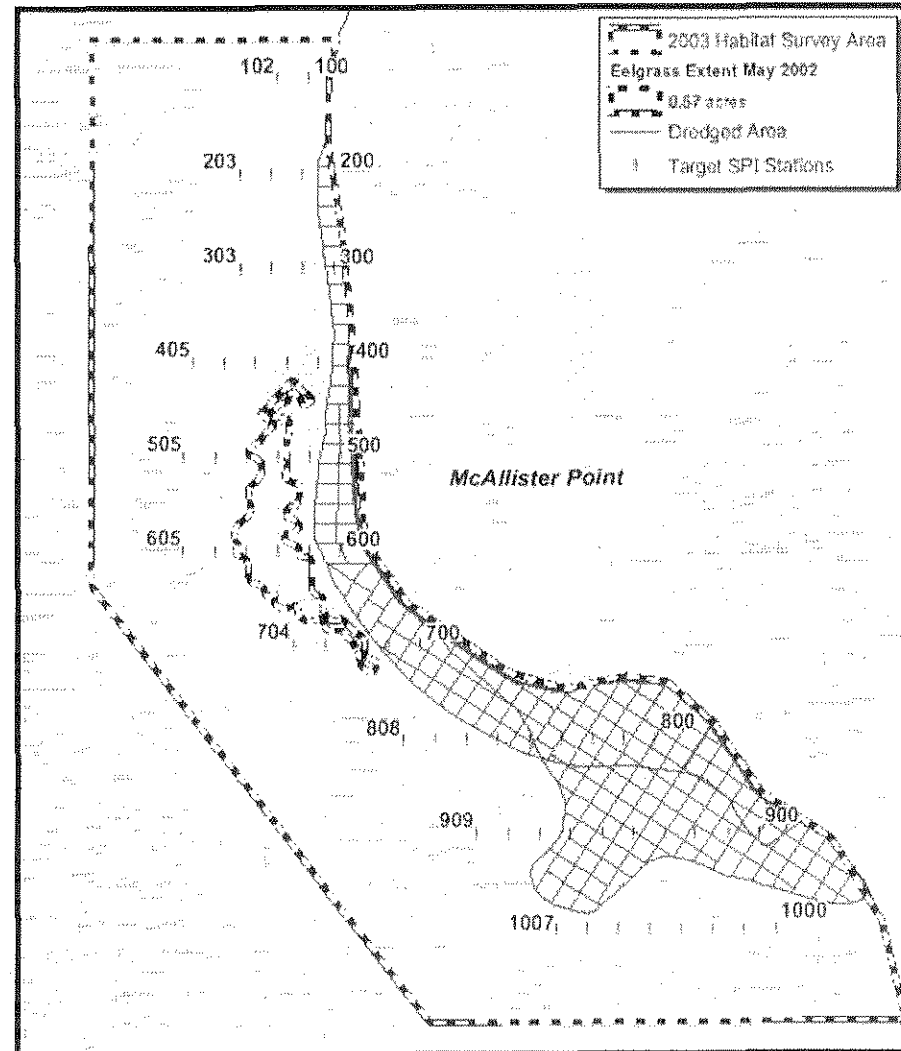 2003 Habitat Survey Area
Eelgrass Extent May 2002
0.67 acres
Dredged Area
Target SPI Stations
102 100
203 200
303 300
405 400
505 500
McAllister Point
605 600
704 700
808 800
909 900
1007 1000